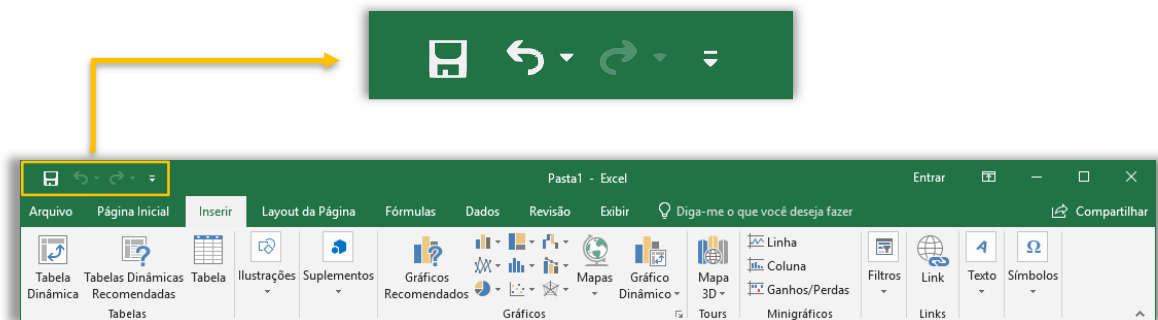 Pasta1 - Excel
Entrar
Arquivo Página Inicial Inserir Layout da Página Fórmulas Dados Revisão Exibir Diga-me o que você deseja fazer Compartilhar
Tabela Dinâmica
Tabelas Dinâmicas Recomendadas
Tabela
Ilustrações
Suplementos
Gráficos Recomendados
Mapas
Gráfico Dinâmico
Mapa 3D
Linha
Coluna
Ganhos/Perdas
Filtros
Link
Texto
Símbolos
Tabelas
Gráficos
Tours
Minigráficos
Links